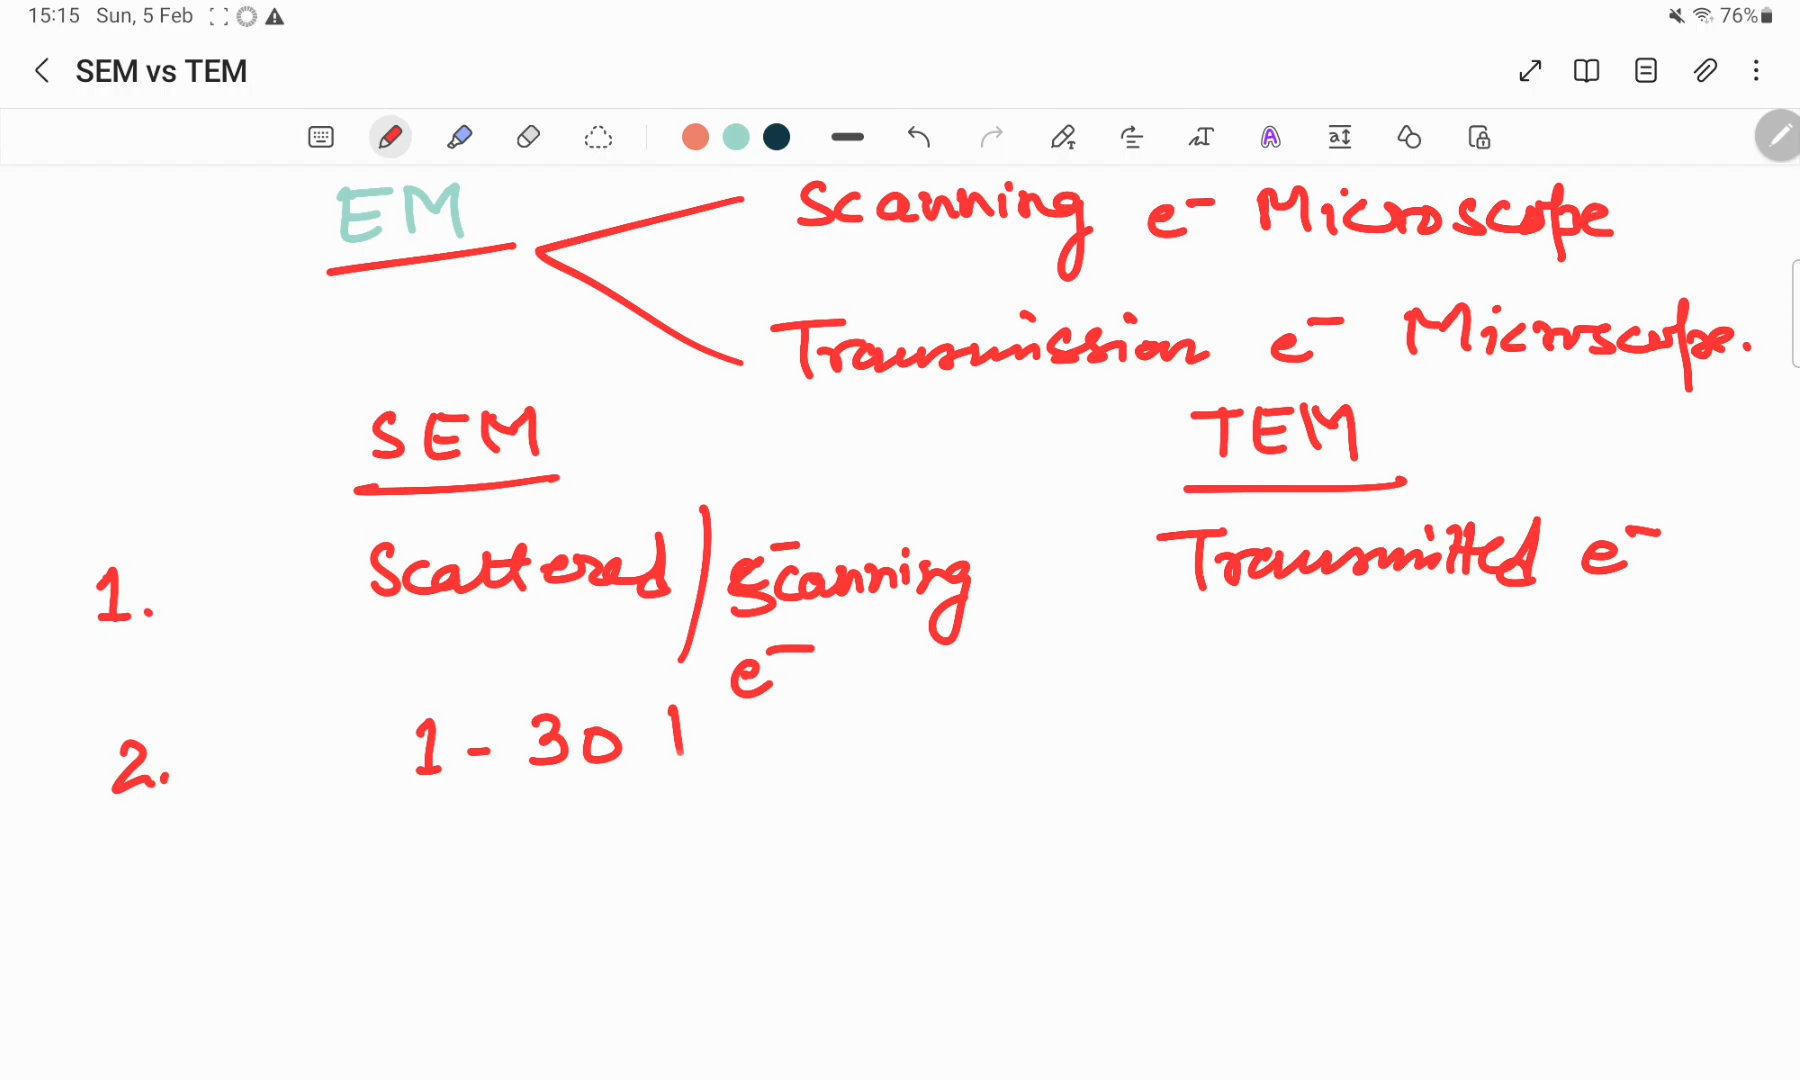 15:15 Sun, 5 Feb 76%
SEM vs TEM
EM
Scanning e⁻ Microscope
Transmission e⁻ Microscope.
SEM TEM
1. Scattered / Scanning e⁻ Transmitted e⁻
2. 1 - 30